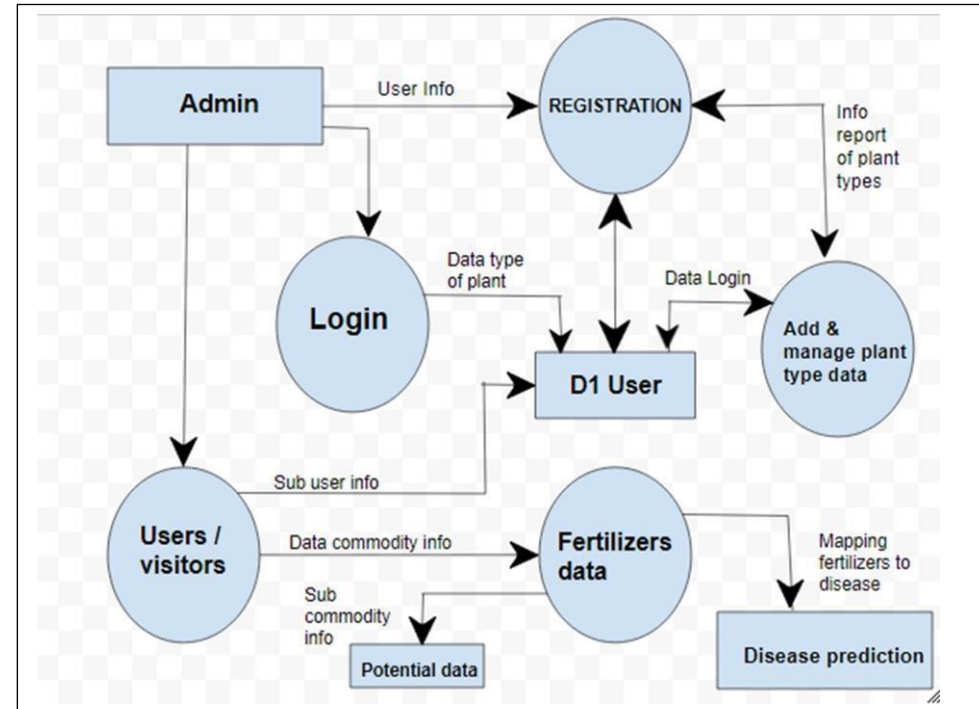 Admin
User Info
REGISTRATION
Info
report
of plant
types
Login
Data type
of plant
Data Login
Add &
manage plant
type data
D1 User
Sub user info
Users /
visitors
Data commodity info
Fertilizers
data
Mapping
fertilizers to
disease
Sub
commodity
info
Potential data
Disease prediction